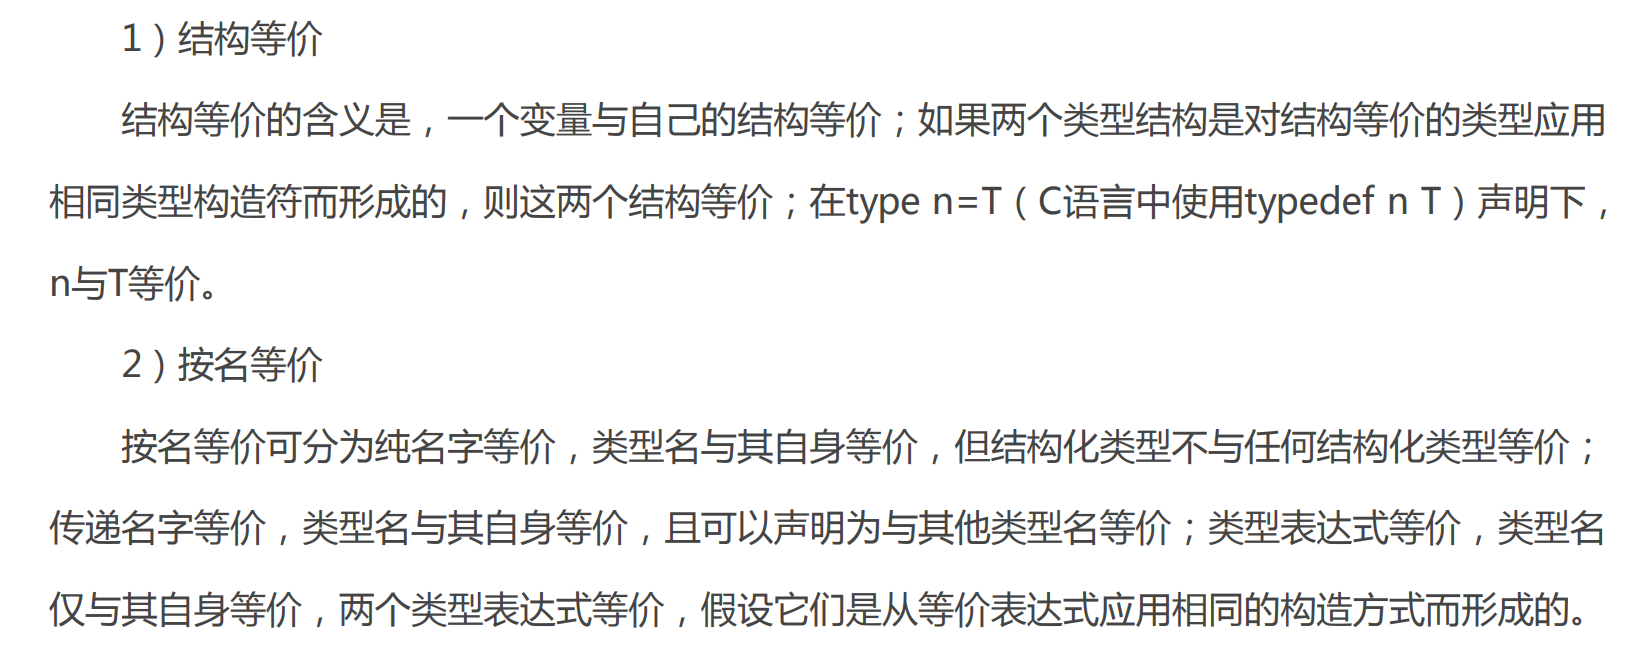 1）结构等价
结构等价的含义是，一个变量与自己的结构等价；如果两个类型结构是对结构等价的类型应用
相同类型构造符而形成的，则这两个结构等价；在type n=T（C语言中使用typedef n T）声明下，
n与T等价。
2）按名等价
按名等价可分为纯名字等价，类型名与其自身等价，但结构化类型不与任何结构化类型等价；
传递名字等价，类型名与其自身等价，且可以声明为与其他类型名等价；类型表达式等价，类型名
仅与其自身等价，两个类型表达式等价，假设它们是从等价表达式应用相同的构造方式而形成的。